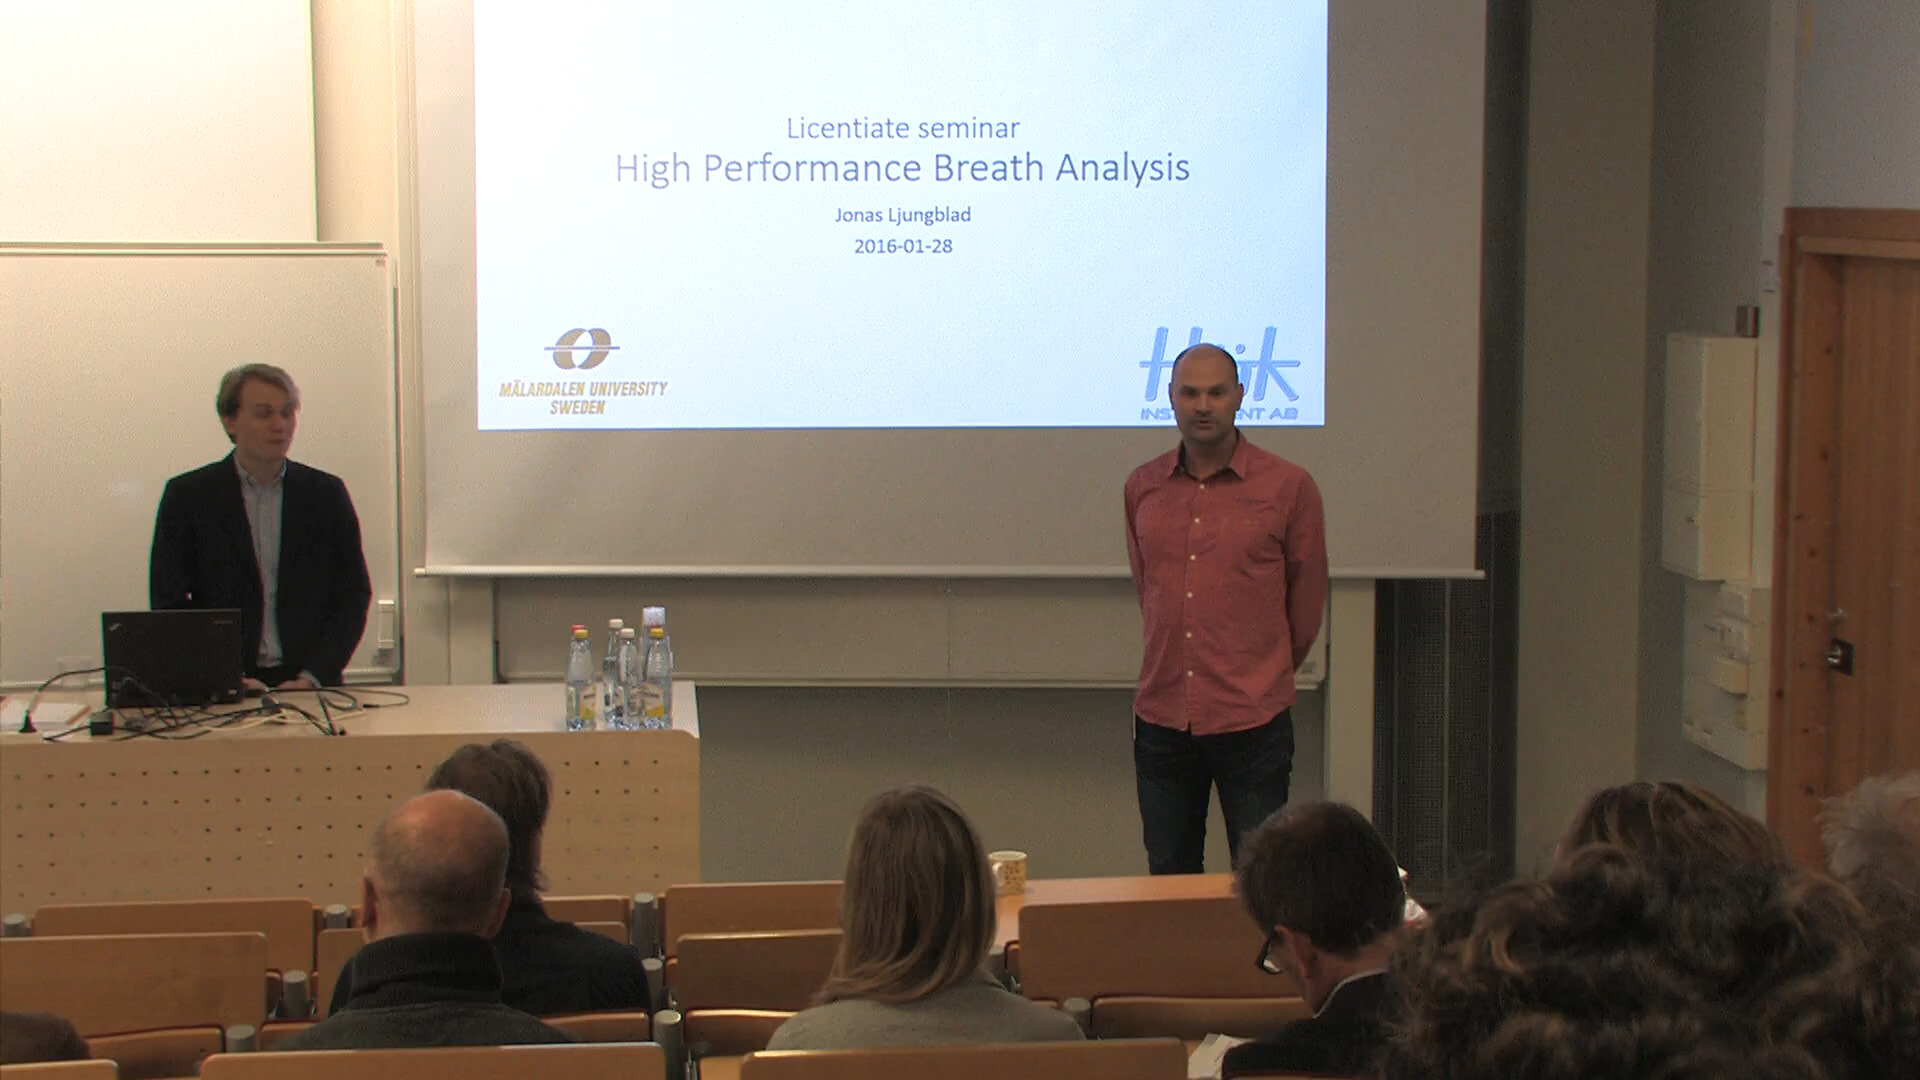 Licentiate seminar
High Performance Breath Analysis
Jonas Ljungblad
2016-01-28
MÄLARDALEN UNIVERSITY
SWEDEN